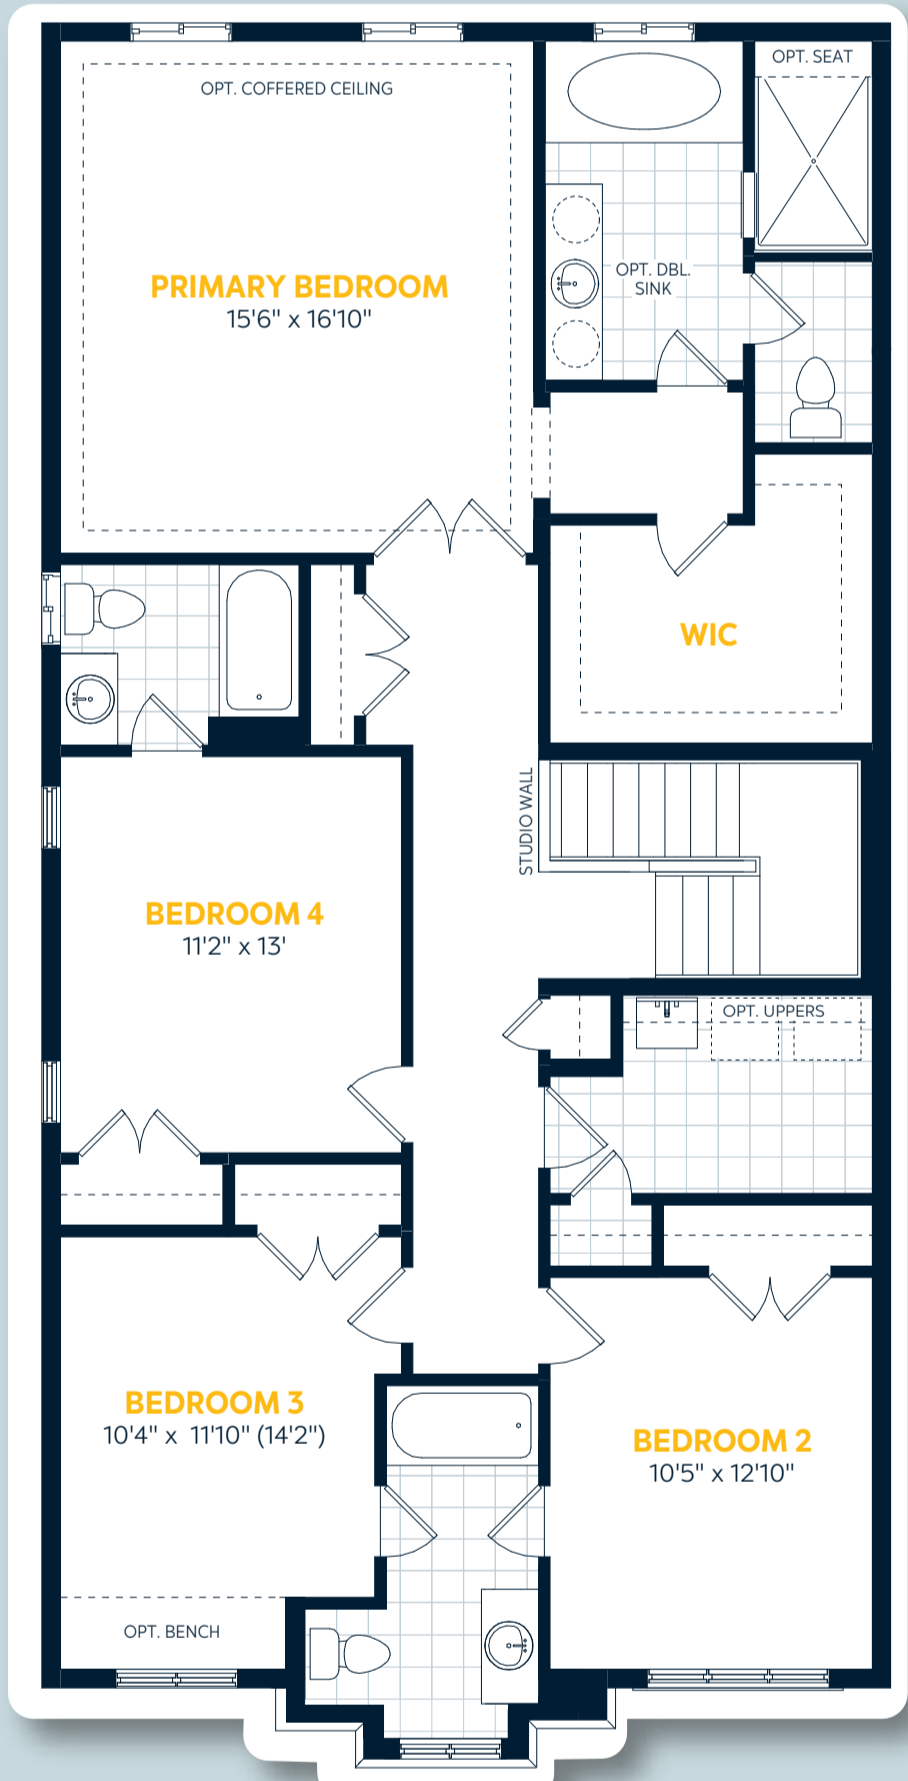 OPT. SEAT
OPT. COFFERED CEILING
PRIMARY BEDROOM
15'6" x 16'10"
OPT. DBL.
SINK
WIC
STUDIO WALL
BEDROOM 4
11'2" x 13'
OPT. UPPERS
BEDROOM 3
10'4" x 11'10" (14'2")
BEDROOM 2
10'5" x 12'10"
OPT. BENCH